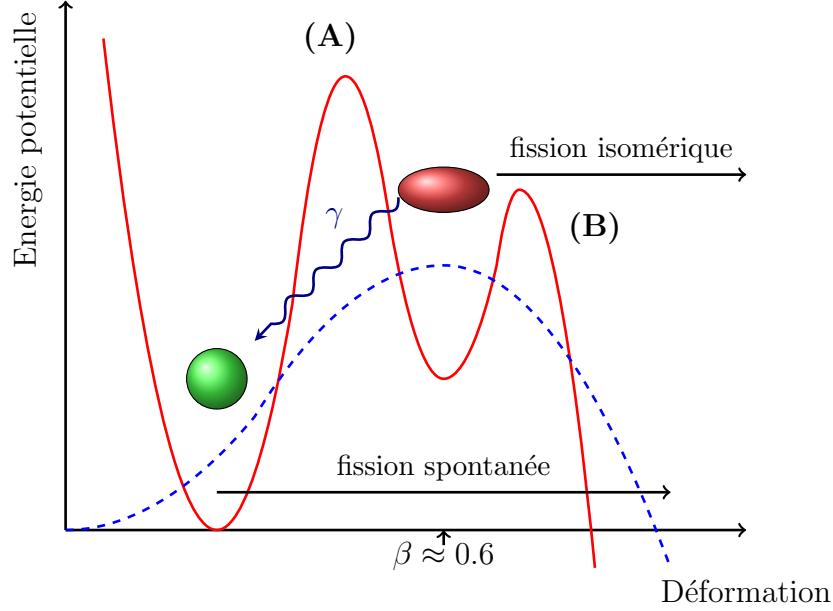 Energie potentielle
(A)
fission isomérique
γ
(B)
fission spontanée
β ≈ 0.6
Déformation